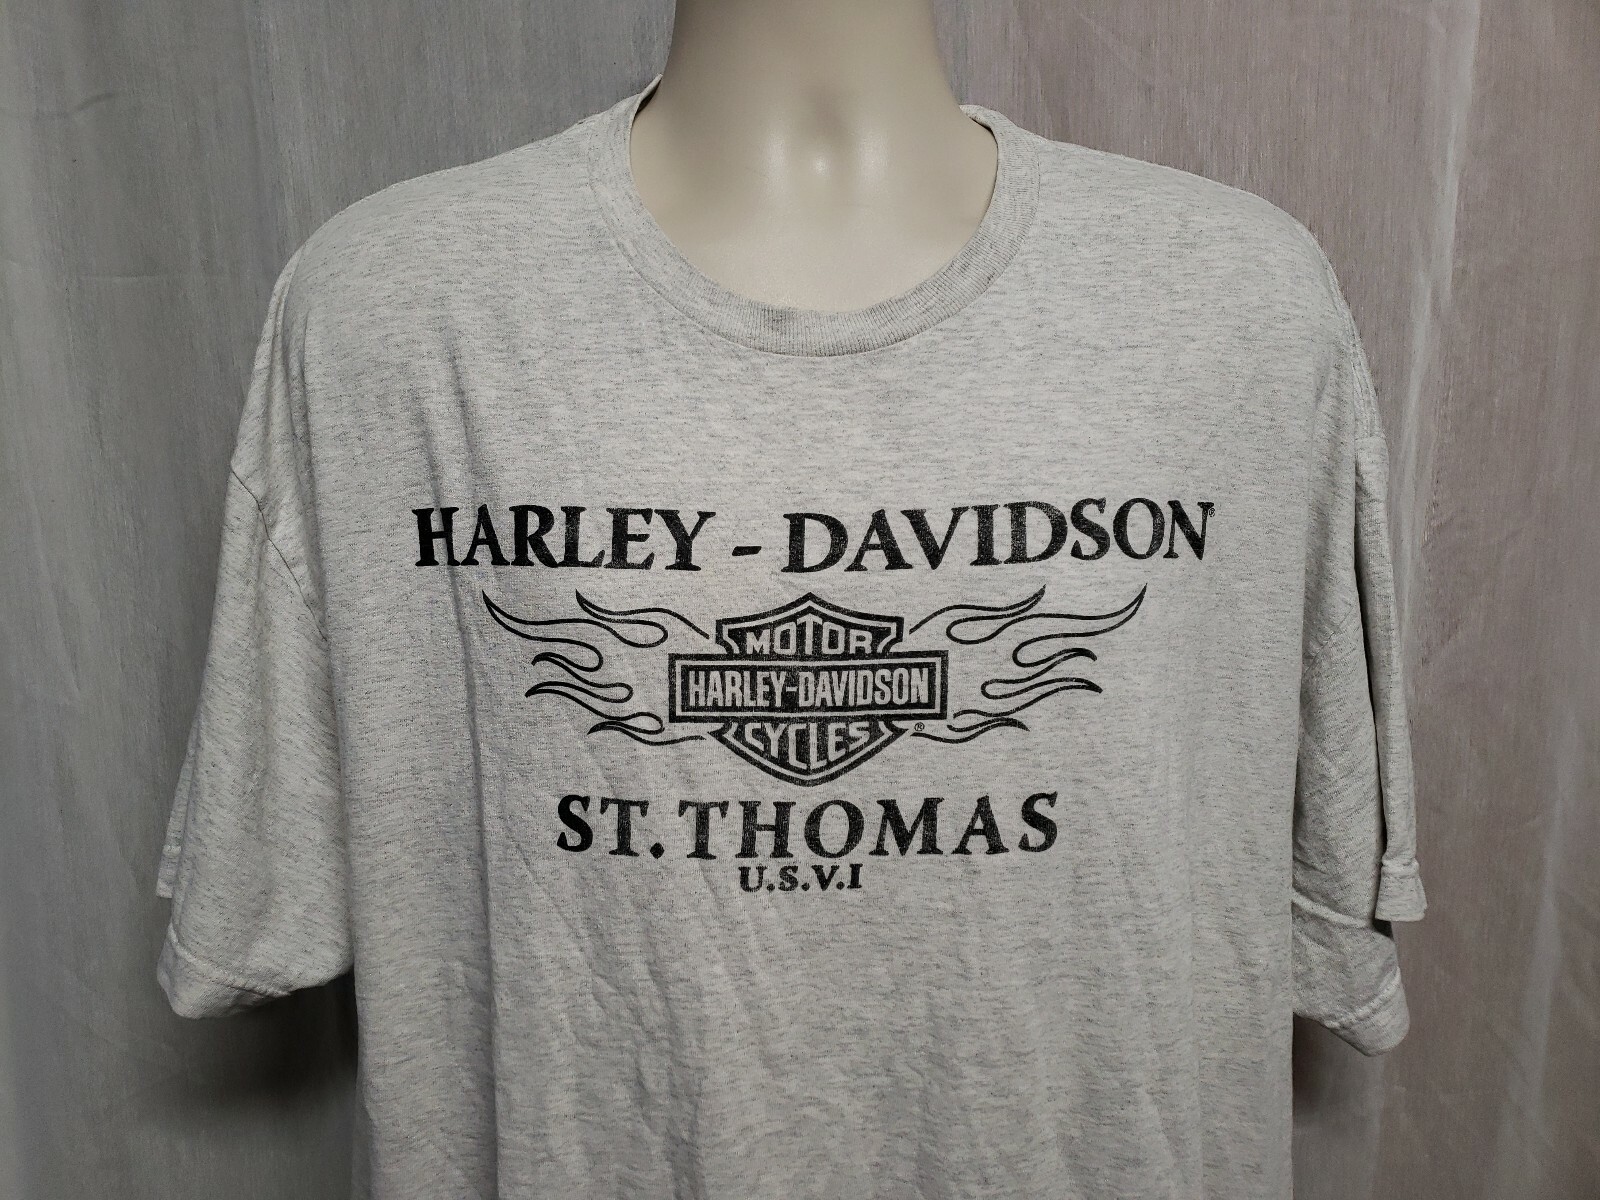 HARLEY - DAVIDSON®
MOTOR
HARLEY-DAVIDSON
CYCLES ®
ST. THOMAS
U.S.V.I